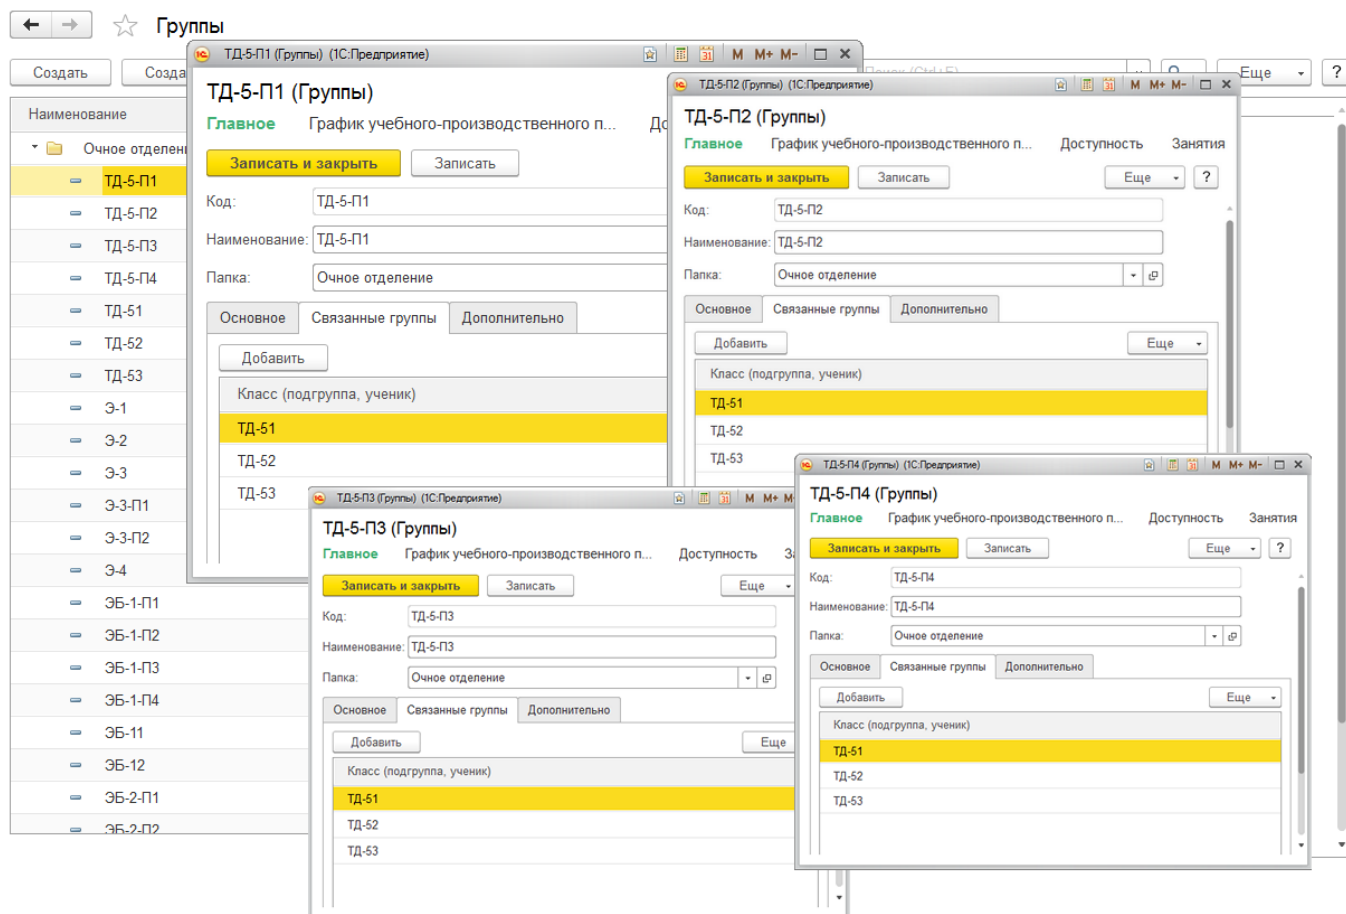 Группы
Создать
Созда
Поиск (Ctrl+F)
Еще
?
Наименование
Очное отделени
ТД-5-П1
ТД-5-П2
ТД-5-П3
ТД-5-П4
ТД-51
ТД-52
ТД-53
Э-1
Э-2
Э-3
Э-3-П1
Э-3-П2
Э-4
ЭБ-1-П1
ЭБ-1-П2
ЭБ-1-П3
ЭБ-1-П4
ЭБ-11
ЭБ-12
ЭБ-2-П1
ЭБ-2-П2
ТД-5-П1 (Группы) (1С:Предприятие)
31 M M+ M-
ТД-5-П1 (Группы)
Главное График учебного-производственного п... До
Записать и закрыть Записать
Код: ТД-5-П1
Наименование: ТД-5-П1
Папка: Очное отделение
Основное Связанные группы Дополнительно
Добавить
Класс (подгруппа, ученик)
ТД-51
ТД-52
ТД-53
ТД-5-П2 (Группы) (1С:Предприятие)
31 M M+ M-
ТД-5-П2 (Группы)
Главное График учебного-производственного п... Доступность Занятия
Записать и закрыть Записать Еще ?
Код: ТД-5-П2
Наименование: ТД-5-П2
Папка: Очное отделение
Основное Связанные группы Дополнительно
Добавить Еще
Класс (подгруппа, ученик)
ТД-51
ТД-52
ТД-53
ТД-5-П3 (Группы) (1С:Предприятие)
31 M M+ M-
ТД-5-П3 (Группы)
Главное График учебного-производственного п... Доступность За
Записать и закрыть Записать Еще
Код: ТД-5-П3
Наименование: ТД-5-П3
Папка: Очное отделение
Основное Связанные группы Дополнительно
Добавить Еще
Класс (подгруппа, ученик)
ТД-51
ТД-52
ТД-53
ТД-5-П4 (Группы) (1С:Предприятие)
31 M M+ M-
ТД-5-П4 (Группы)
Главное График учебного-производственного п... Доступность Занятия
Записать и закрыть Записать Еще ?
Код: ТД-5-П4
Наименование: ТД-5-П4
Папка: Очное отделение
Основное Связанные группы Дополнительно
Добавить Еще
Класс (подгруппа, ученик)
ТД-51
ТД-52
ТД-53